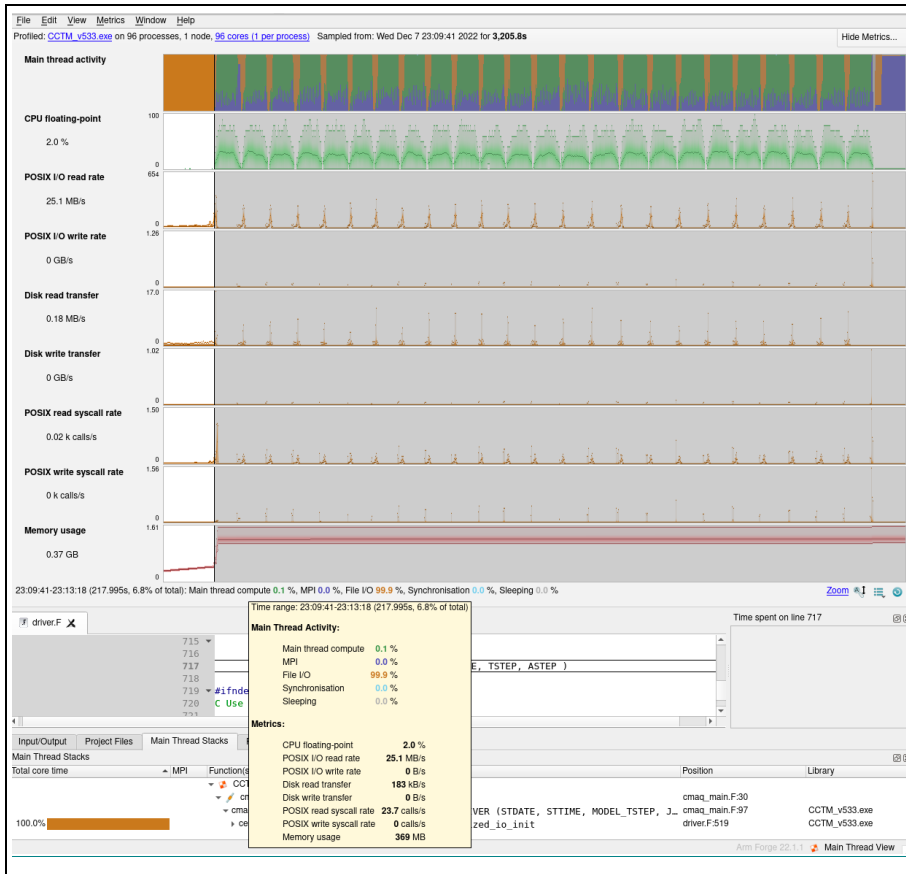 File Edit View Metrics Window Help
Profiled: CCTM_v533.exe on 96 processes, 1 node, 96 cores (1 per process) Sampled from: Wed Dec 7 23:09:41 2022 for 3,205.8s Hide Metrics...
Main thread activity
CPU floating-point 100
2.0 %
0
POSIX I/O read rate 654
25.1 MB/s
0
POSIX I/O write rate 1.26
0 GB/s
0
Disk read transfer 17.0
0.18 MB/s
0
Disk write transfer 1.02
0 GB/s
0
POSIX read syscall rate 1.50
0.02 k calls/s
0
POSIX write syscall rate 1.56
0 k calls/s
0
Memory usage 1.61
0.37 GB
0
23:09:41-23:13:18 (217.995s, 6.8% of total): Main thread compute 0.1 %, MPI 0.0 %, File I/O 99.9 %, Synchronisation 0.0 %, Sleeping 0.0 % Zoom
Time range: 23:09:41-23:13:18 (217.995s, 6.8% of total)
Main Thread Activity:
Main thread compute 0.1 %
MPI 0.0 %
File I/O 99.9 %
Synchronisation 0.0 %
Sleeping 0.0 %
Metrics:
CPU floating-point 2.0 %
POSIX I/O read rate 25.1 MB/s
POSIX I/O write rate 0 B/s
Disk read transfer 183 kB/s
Disk write transfer 0 B/s
POSIX read syscall rate 23.7 calls/s
POSIX write syscall rate 0 calls/s
Memory usage 369 MB
driver.F
Time spent on line 717
715
716
717 E, TSTEP, ASTEP )
718
719 #ifnde
720 C Use
721
Input/Output Project Files Main Thread Stacks
Main Thread Stacks
Total core time MPI Function(s Position Library
CCT
cm cmaq_main.F:30
cma VER (STDATE, STTIME, MODEL_TSTEP, J... cmaq_main.F:97 CCTM_v533.exe
100.0% ce zed_io_init driver.F:519 CCTM_v533.exe
Arm Forge 22.1.1 Main Thread View